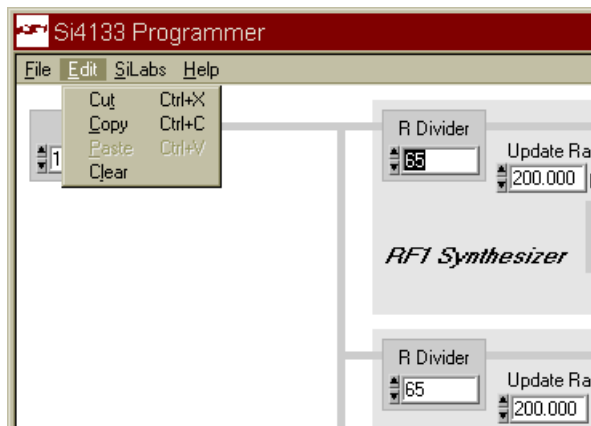 Si4133 Programmer
File Edit SiLabs Help
Cut Ctrl+X
Copy Ctrl+C
Paste Ctrl+V
Clear
1
R Divider
65
Update Ra
200.000
RF1 Synthesizer
R Divider
65
Update Ra
200.000